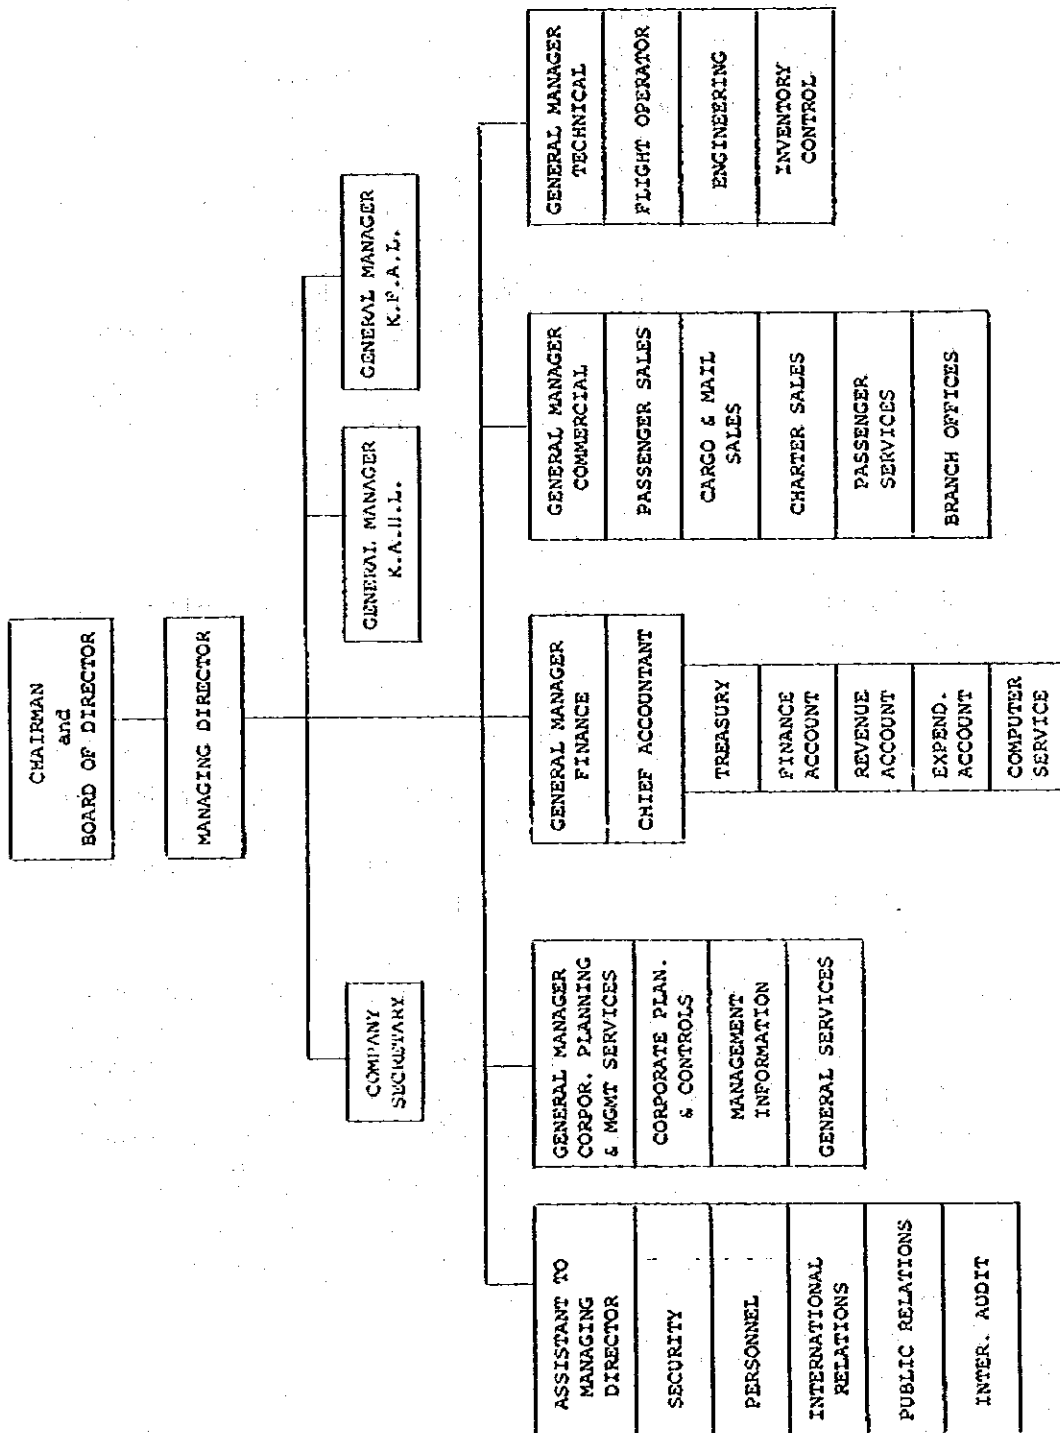 CHAIRMAN
and
BOARD OF DIRECTOR
MANAGING DIRECTOR
COMPANY
SECRETARY
GENERAL MANAGER
K.A.H.L.
GENERAL MANAGER
K.F.A.L.
ASSISTANT TO
MANAGING
DIRECTOR
SECURITY
PERSONNEL
INTERNATIONAL
RELATIONS
PUBLIC RELATIONS
INTER. AUDIT
GENERAL MANAGER
CORPOR. PLANNING
& MGMT SERVICES
CORPORATE PLAN.
& CONTROLS
MANAGEMENT
INFORMATION
GENERAL SERVICES
GENERAL MANAGER
FINANCE
CHIEF ACCOUNTANT
TREASURY
FINANCE
ACCOUNT
REVENUE
ACCOUNT
EXPEND.
ACCOUNT
COMPUTER
SERVICE
GENERAL MANAGER
COMMERCIAL
PASSENGER SALES
CARGO & MAIL
SALES
CHARTER SALES
PASSENGER
SERVICES
BRANCH OFFICES
GENERAL MANAGER
TECHNICAL
FLIGHT OPERATOR
ENGINEERING
INVENTORY
CONTROL